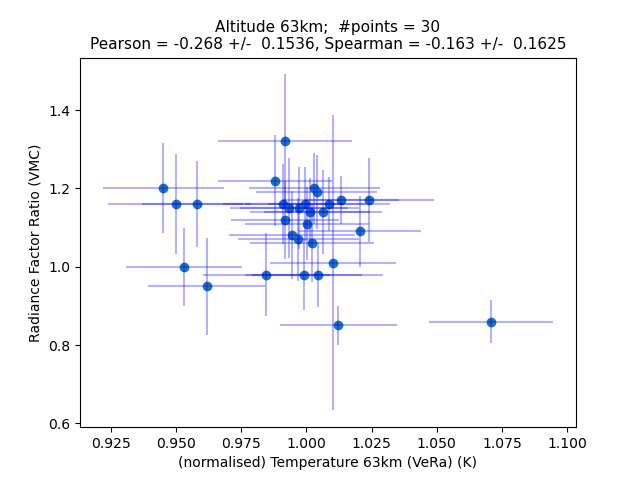 Altitude 63km;  #points = 30
Pearson = -0.268 +/-  0.1536, Spearman = -0.163 +/-  0.1625
Radiance Factor Ratio (VMC)
1.4
1.2
1.0
0.8
0.6
0.925 0.950 0.975 1.000 1.025 1.050 1.075 1.100
(normalised) Temperature 63km (VeRa) (K)